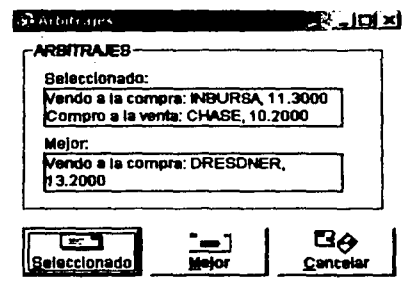 Arbitrajes
ARBITRAJES
Seleccionado:
Vendo a la compra: INBURSA, 11.3000
Compro a la venta: CHASE, 10.2000
Mejor:
Vendo a la compra: DRESDNER,
13.2000
Seleccionado Mejor Cancelar